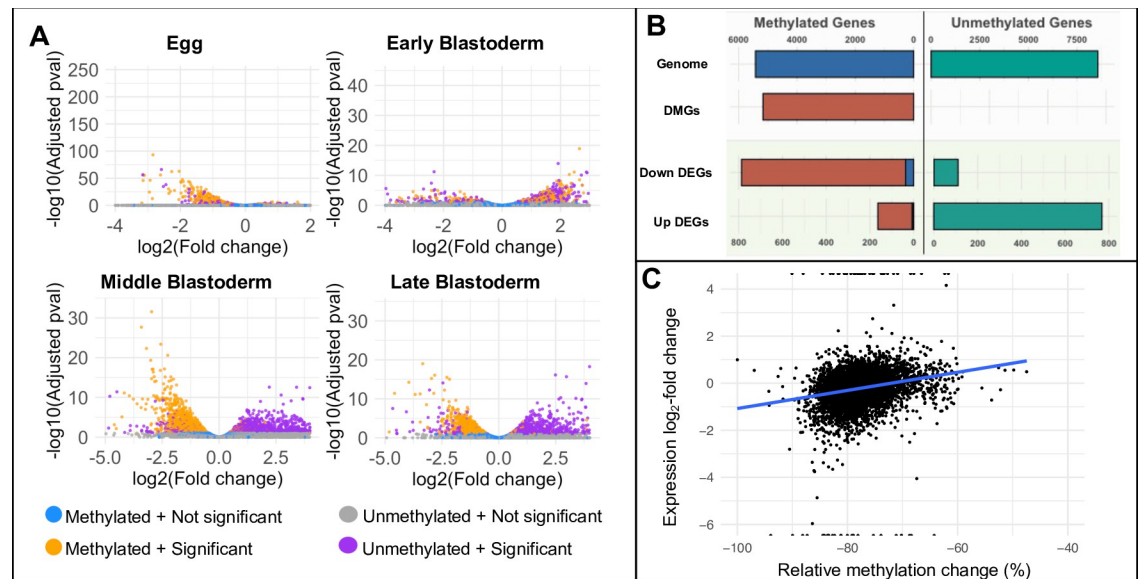 A
Egg
-log10(Adjusted pval)
250
200
150
100
50
0
-4
-2
0
2
log2(Fold change)
Early Blastoderm
-log10(Adjusted pval)
40
30
20
10
0
-4
-2
0
2
log2(Fold change)
Middle Blastoderm
-log10(Adjusted pval)
30
20
10
0
-5.0
-2.5
0.0
2.5
log2(Fold change)
Late Blastoderm
-log10(Adjusted pval)
30
20
10
0
-5.0
-2.5
0.0
2.5
log2(Fold change)
Methylated + Not significant
Unmethylated + Not significant
Methylated + Significant
Unmethylated + Significant
B
Methylated Genes
Unmethylated Genes
6000 4000 2000 0
0 2500 5000 7500
Genome
DMGs
Down DEGs
Up DEGs
800 600 400 200 0
0 200 400 600 800
C
Expression log₂-fold change
4
2
0
−2
−4
−6
−100 −80 −60 −40
Relative methylation change (%)